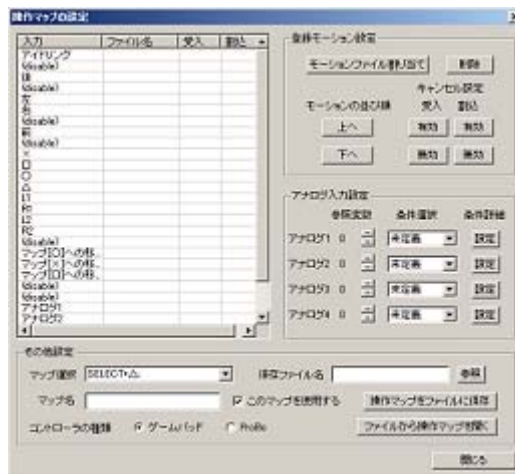 操作マップの設定
入力 ファイル名 受入 割込
アイドリング
(disable)
(disable)
左
右
(disable)
前
(disable)
×
□
○
△
L1
R1
L2
R2
(disable)
マップ[○]への移..
マップ[×]への移..
マップ[□]への移..
(disable)
(disable)
アナログ1
アナログ2
登録モーション設定
モーションファイル割り当て 削除
キャンセル設定
モーションの並び順 受入 割込
上へ 有効 有効
下へ 無効 無効
アナログ入力設定
参照変数 条件選択 条件詳細
アナログ1 0 未定義 設定
アナログ2 0 未定義 設定
アナログ3 0 未定義 設定
アナログ4 0 未定義 設定
その他設定
マップ選択 SELECT+△ 保存ファイル名 参照
マップ名 このマップを使用する 操作マップをファイルに保存
コントローラの種類 ゲームパッド ProBo ファイルから操作マップを開く
閉じる